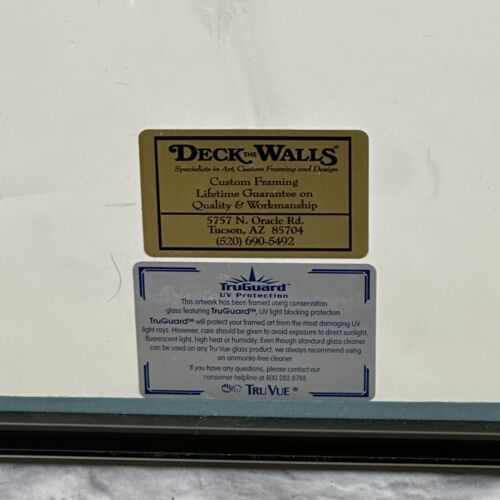 DECK THE WALLS®
Specialists in Art, Custom Framing and Design
Custom Framing
Lifetime Guarantee on
Quality & Workmanship
5757 N. Oracle Rd.
Tucson, AZ 85704
(520) 690-5492
TruGuard™
UV Protection
This artwork has been framed using conservation
glass featuring TruGuard™, UV light blocking protection.
TruGuard™ will protect your framed art from the most damaging UV
light rays. However, care should be given to avoid exposure to direct sunlight,
fluorescent light, high heat or humidity. Even though standard glass cleaner
can be used on any Tru Vue glass product, we always recommend using
an ammonia-free cleaner.
If you have any questions, please contact our
consumer helpline at 800.282.8788.
TRU VUE®